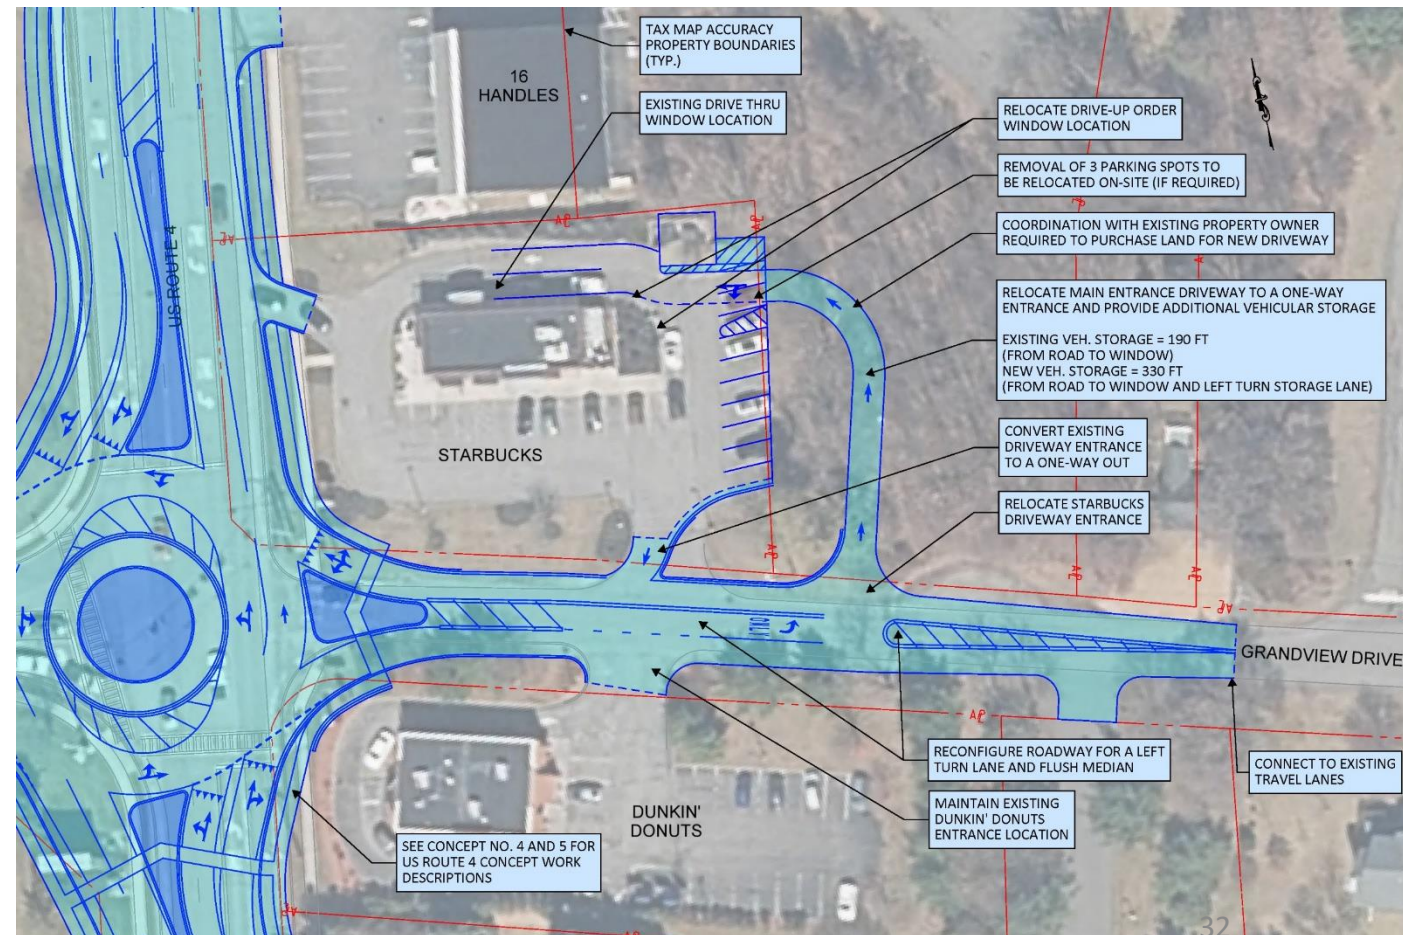 TAX MAP ACCURACY
PROPERTY BOUNDARIES
(TYP.)
16
HANDLES
EXISTING DRIVE THRU
WINDOW LOCATION
RELOCATE DRIVE-UP ORDER
WINDOW LOCATION
REMOVAL OF 3 PARKING SPOTS TO
BE RELOCATED ON-SITE (IF REQUIRED)
COORDINATION WITH EXISTING PROPERTY OWNER
REQUIRED TO PURCHASE LAND FOR NEW DRIVEWAY
US ROUTE 4
RELOCATE MAIN ENTRANCE DRIVEWAY TO A ONE-WAY
ENTRANCE AND PROVIDE ADDITIONAL VEHICULAR STORAGE
EXISTING VEH. STORAGE = 190 FT
(FROM ROAD TO WINDOW)
NEW VEH. STORAGE = 330 FT
(FROM ROAD TO WINDOW AND LEFT TURN STORAGE LANE)
CONVERT EXISTING
DRIVEWAY ENTRANCE
TO A ONE-WAY OUT
STARBUCKS
RELOCATE STARBUCKS
DRIVEWAY ENTRANCE
ONLY
GRANDVIEW DRIVE
RECONFIGURE ROADWAY FOR A LEFT
TURN LANE AND FLUSH MEDIAN
CONNECT TO EXISTING
TRAVEL LANES
MAINTAIN EXISTING
DUNKIN' DONUTS
ENTRANCE LOCATION
DUNKIN'
DONUTS
SEE CONCEPT NO. 4 AND 5 FOR
US ROUTE 4 CONCEPT WORK
DESCRIPTIONS
32